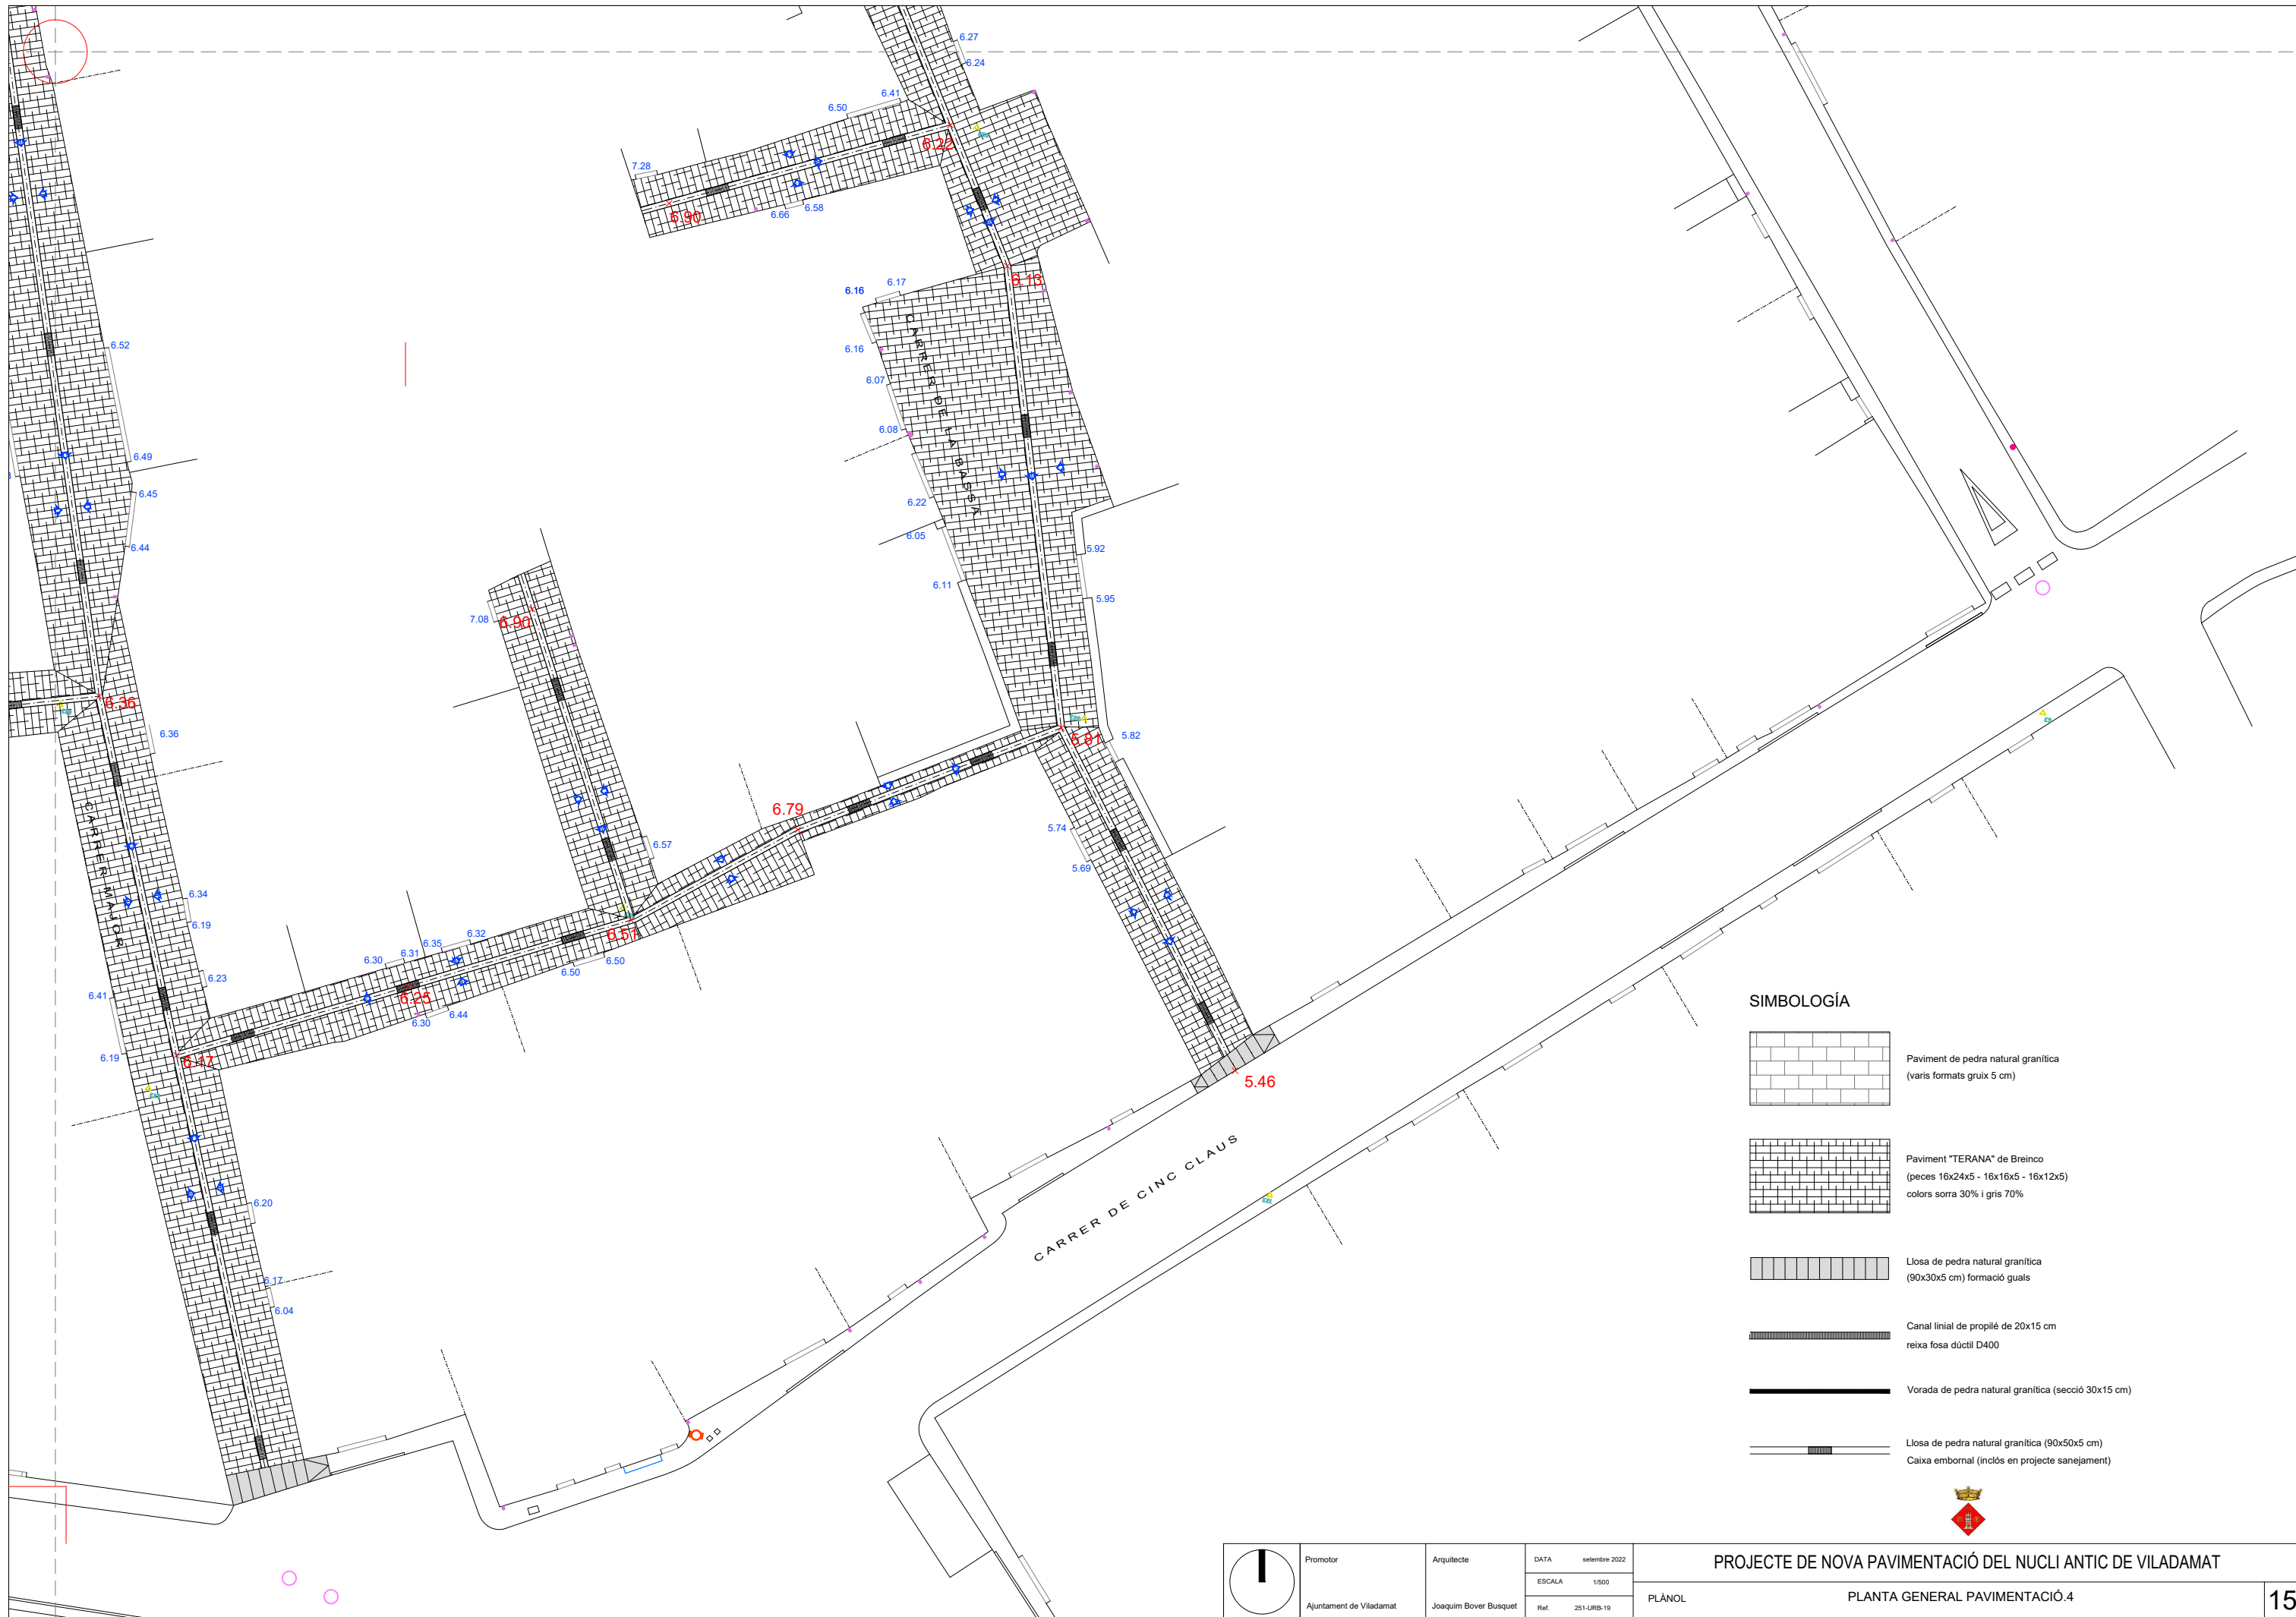 6.27
6.24
6.41
6.50
6.22
7.28
5.90
6.66
6.58
6.13
6.17
6.16
6.16
6.07
6.08
6.22
6.05
6.11
CARRER DE LA BASSA
5.92
5.95
6.52
6.49
6.45
6.44
7.08
6.90
6.36
6.36
5.81
5.82
6.79
5.74
5.69
6.57
CARRER MAJOR
6.34
6.19
6.23
6.41
6.19
6.17
6.30
6.31
6.35
6.32
6.51
6.50
6.50
6.25
6.44
6.30
5.46
6.20
6.17
6.04
CARRER DE CINC CLAUS
SIMBOLOGÍA
Paviment de pedra natural granítica
(varis formats gruix 5 cm)
Paviment "TERANA" de Breinco
(peces 16x24x5 - 16x16x5 - 16x12x5)
colors sorra 30% i gris 70%
Llosa de pedra natural granítica
(90x30x5 cm) formació guals
Canal linial de propilé de 20x15 cm
reixa fosa dúctil D400
Vorada de pedra natural granítica (secció 30x15 cm)
Llosa de pedra natural granítica (90x50x5 cm)
Caixa embornal (inclós en projecte sanejament)
Promotor
Ajuntament de Viladamat
Arquitecte
Joaquim Bover Busquet
DATA setembre 2022
ESCALA 1/500
Ref. 251-URB-19
PROJECTE DE NOVA PAVIMENTACIÓ DEL NUCLI ANTIC DE VILADAMAT
PLÀNOL
PLANTA GENERAL PAVIMENTACIÓ.4
15